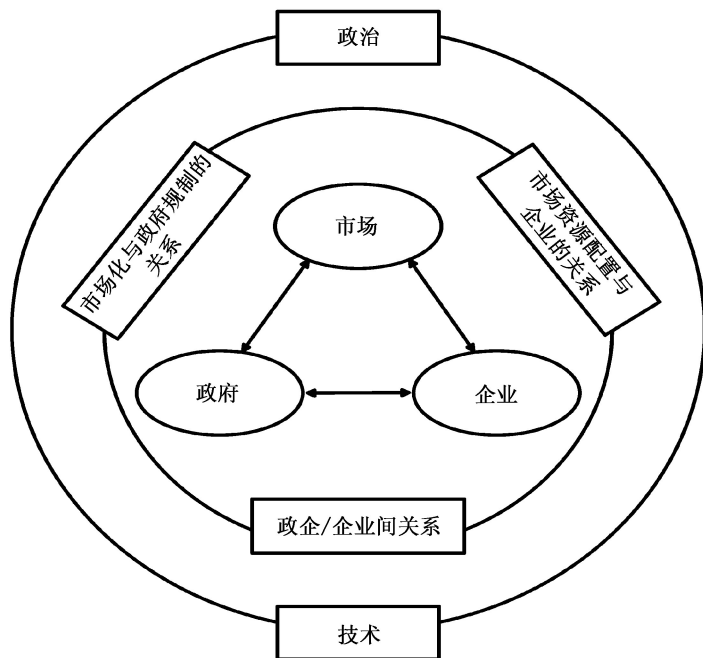 政治
市场化与政府规制的
关系
市场资源配置与
企业的关系
市场
政府
企业
政企/企业间关系
技术